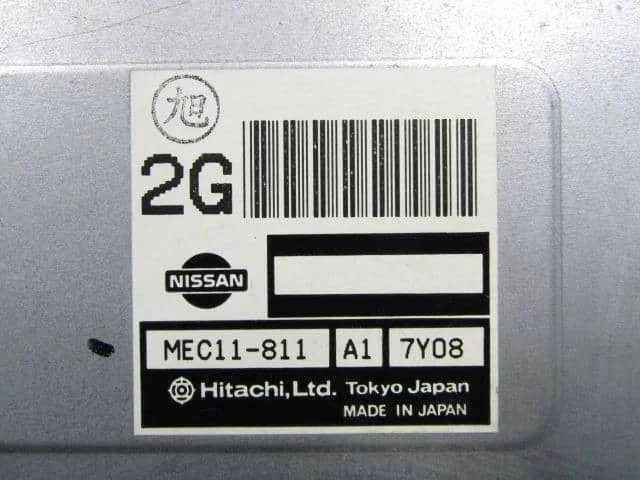 旭
2G
NISSAN
MEC11-811 A1 7Y08
Hitachi, Ltd. Tokyo Japan
MADE IN JAPAN